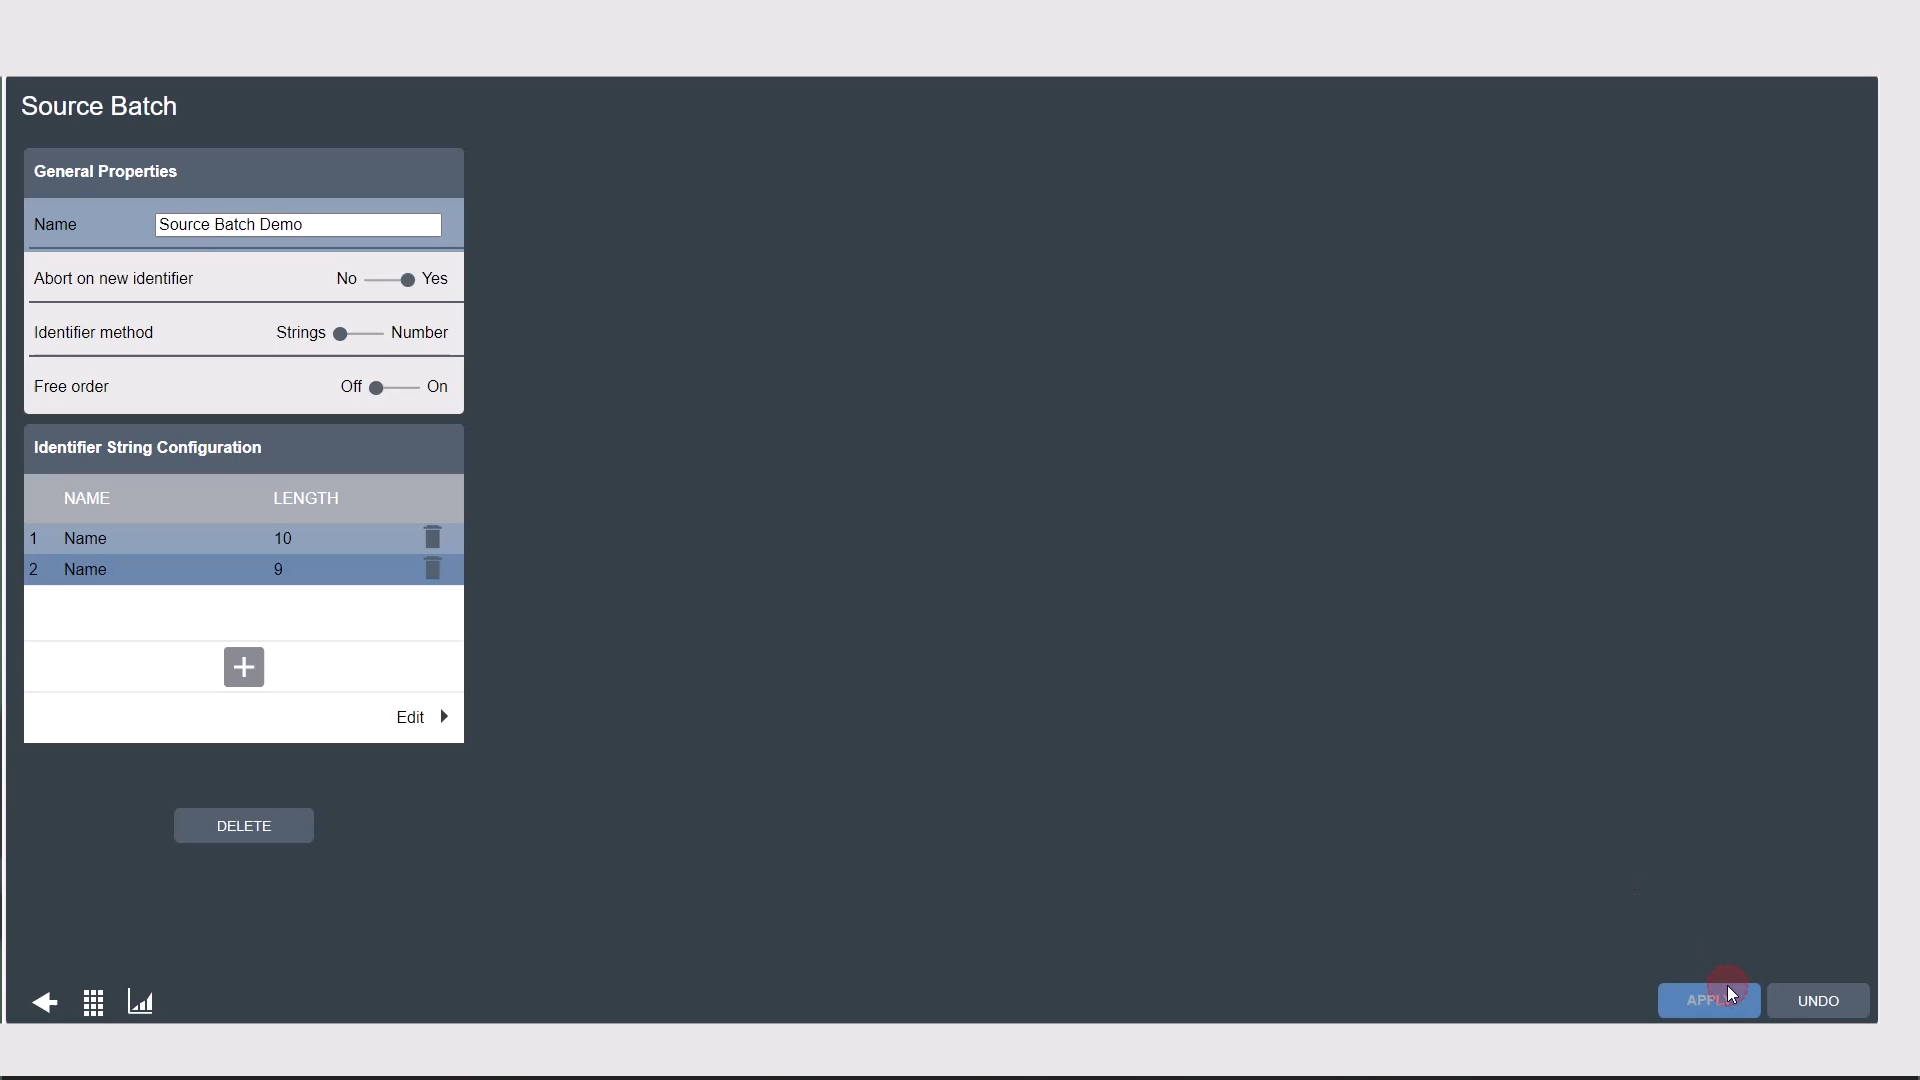 Source Batch
General Properties
Name Source Batch Demo
Abort on new identifier No Yes
Identifier method Strings Number
Free order Off On
Identifier String Configuration
NAME LENGTH
1 Name 10
2 Name 9
Edit
DELETE
APPLY UNDO